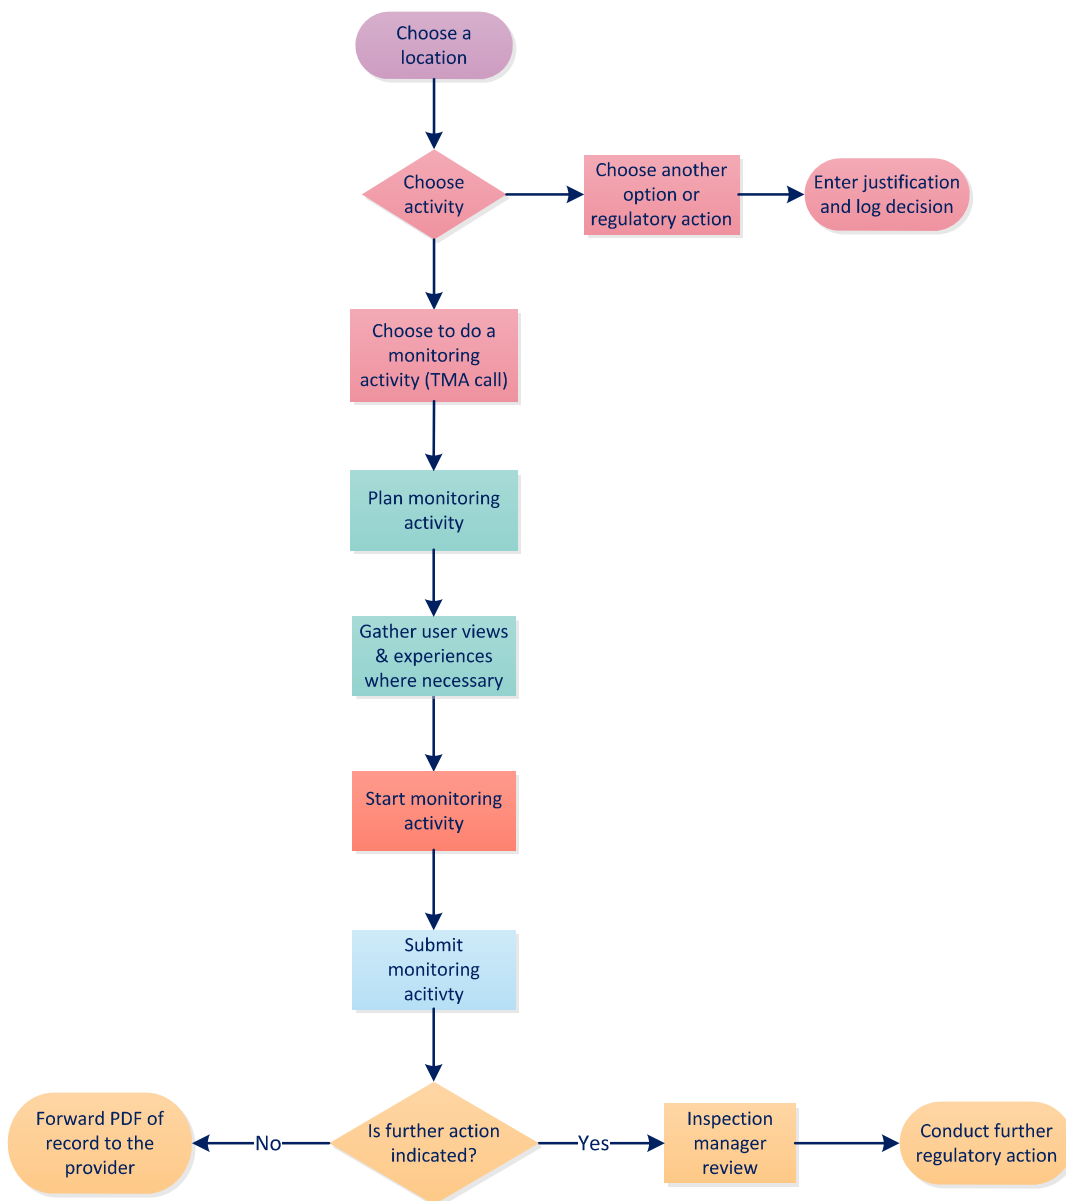 Choose a
location
Choose
activity
Choose another
option or
regulatory action
Enter justification
and log decision
Choose to do a
monitoring
activity (TMA call)
Plan monitoring
activity
Gather user views
& experiences
where necessary
Start monitoring
activity
Submit
monitoring
acitivty
Forward PDF of
record to the
provider
No
Is further action
indicated?
Yes
Inspection
manager
review
Conduct further
regulatory action